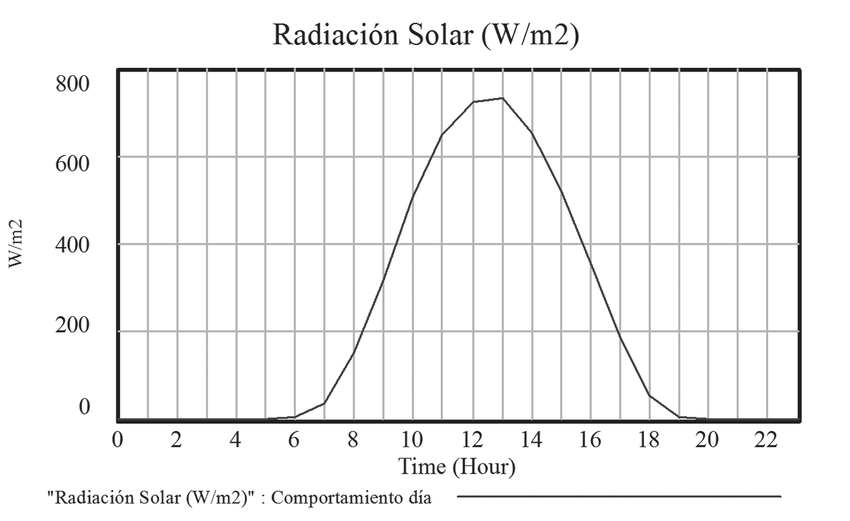 Radiación Solar (W/m2)
800
600
400
200
0
W/m2
0 2 4 6 8 10 12 14 16 18 20 22
Time (Hour)
"Radiación Solar (W/m2)" : Comportamiento día